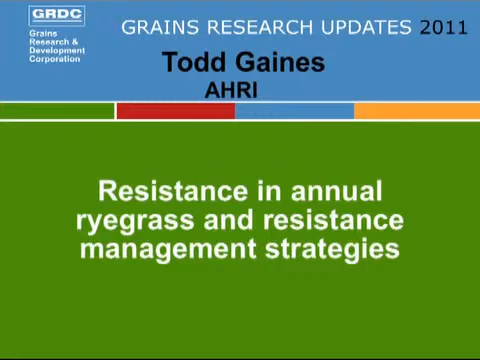 GRDC
Grains
Research &
Development
Corporation
GRAINS RESEARCH UPDATES 2011
Todd Gaines
AHRI
Resistance in annual
ryegrass and resistance
management strategies